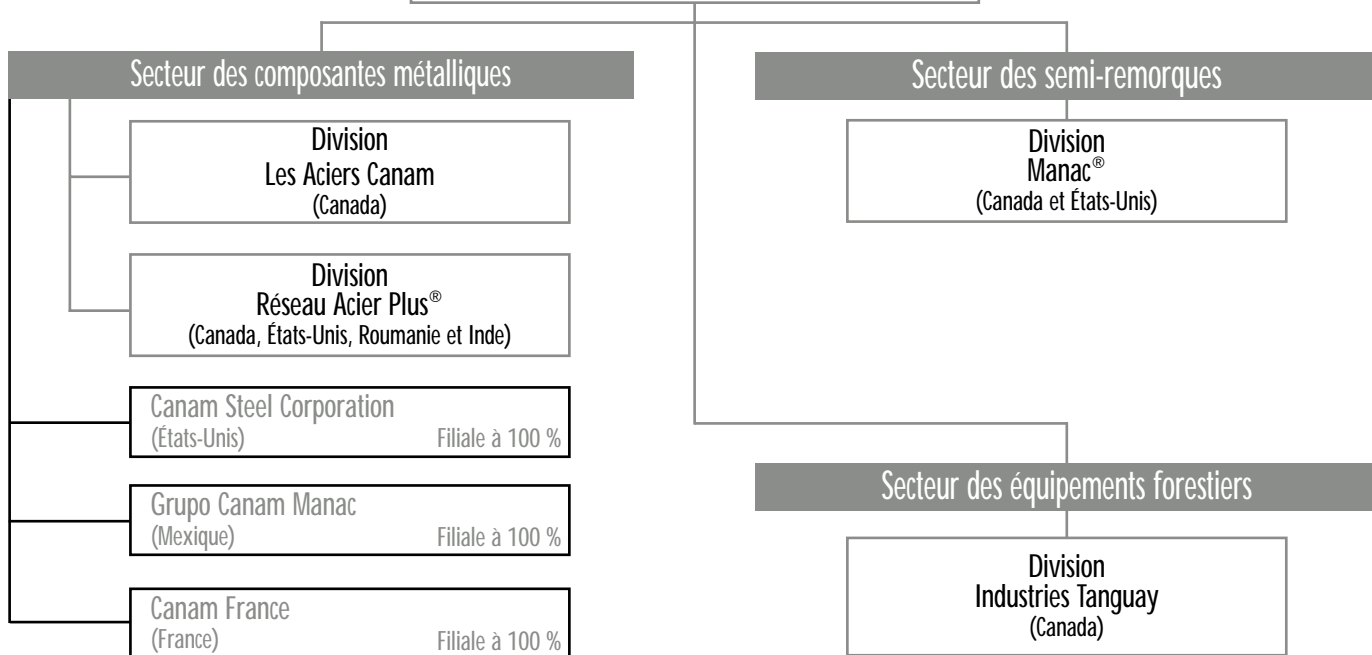 Secteur des composantes métalliques
Division
Les Aciers Canam
(Canada)
Division
Réseau Acier Plus®
(Canada, États-Unis, Roumanie et Inde)
Canam Steel Corporation
(États-Unis) Filiale à 100 %
Grupo Canam Manac
(Mexique) Filiale à 100 %
Canam France
(France) Filiale à 100 %
Secteur des semi-remorques
Division
Manac®
(Canada et États-Unis)
Secteur des équipements forestiers
Division
Industries Tanguay
(Canada)